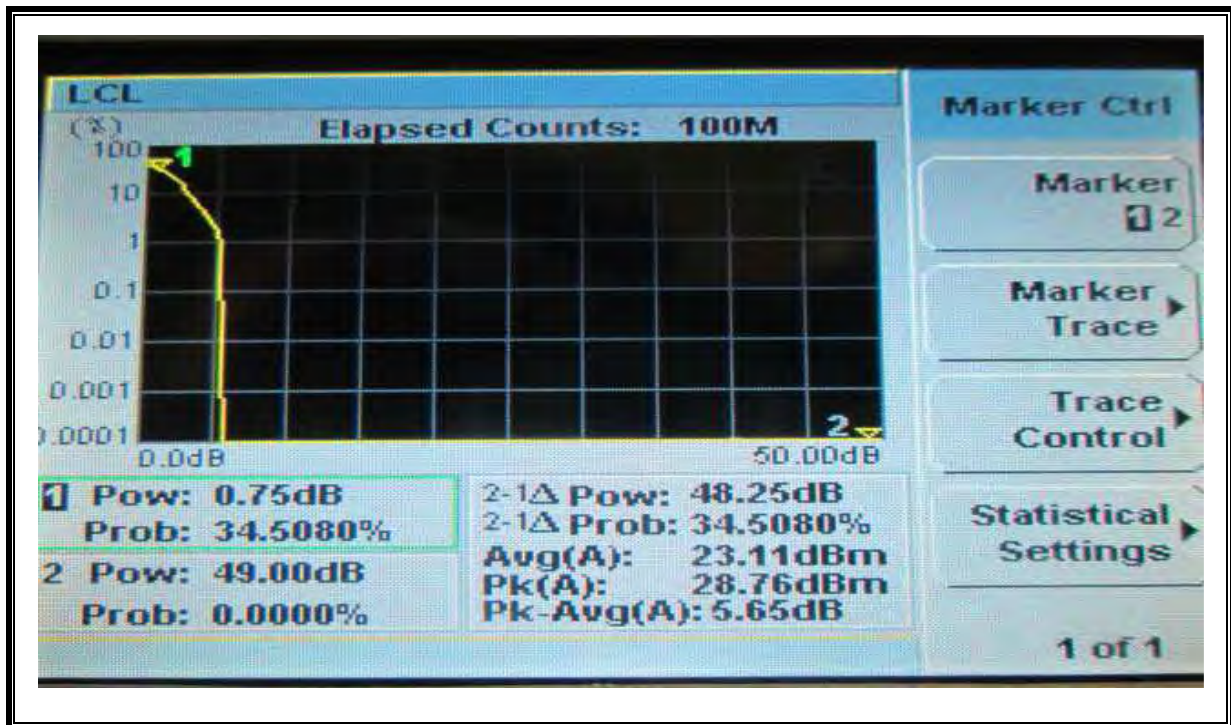 LCL
(%) Elapsed Counts: 100M
100 1
10
1
0.1
0.01
0.001
0.0001 2
0.0dB 50.00dB
1 Pow: 0.75dB
Prob: 34.5080%
2 Pow: 49.00dB
Prob: 0.0000%
2-1Δ Pow: 48.25dB
2-1Δ Prob: 34.5080%
Avg(A): 23.11dBm
Pk(A): 28.76dBm
Pk-Avg(A): 5.65dB
Marker Ctrl
Marker
1 2
Marker
Trace
Trace
Control
Statistical
Settings
1 of 1